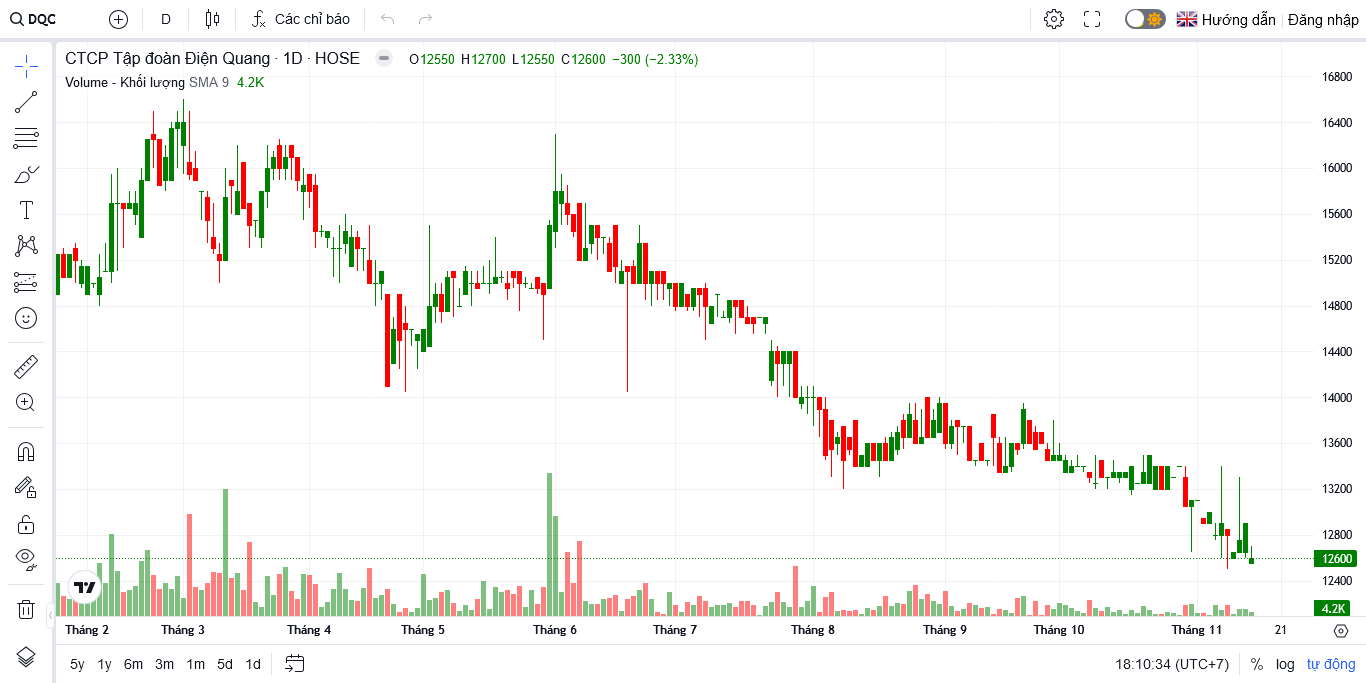 DQC D Các chỉ báo Hướng dẫn Đăng nhập
CTCP Tập đoàn Điện Quang · 1D · HOSE O12550 H12700 L12550 C12600 −300 (−2.33%)
Volume - Khối lượng SMA 9 4.2K
16800
16400
16000
15600
15200
14800
14400
14000
13600
13200
12800
12600
12400
4.2K
Tháng 2 Tháng 3 Tháng 4 Tháng 5 Tháng 6 Tháng 7 Tháng 8 Tháng 9 Tháng 10 Tháng 11 21
5y 1y 6m 3m 1m 5d 1d 18:10:34 (UTC+7) % log tự động